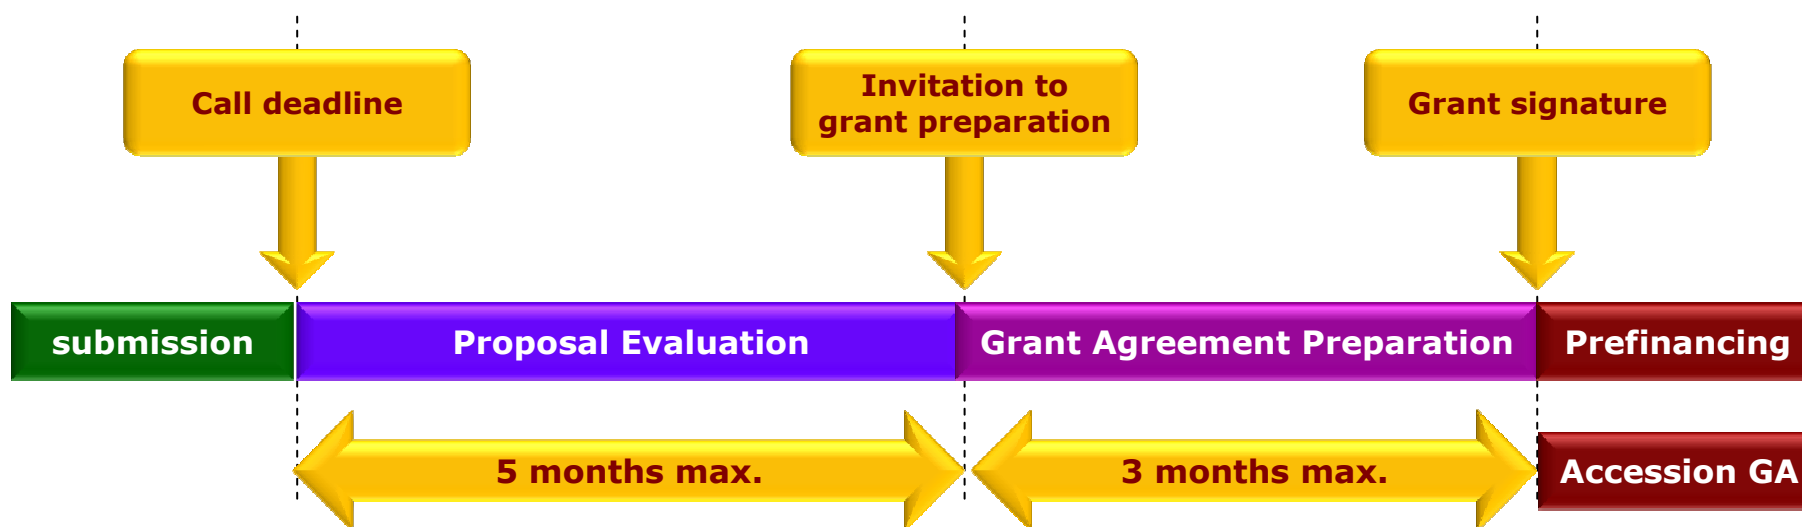 Call deadline
Invitation to
grant preparation
Grant signature
submission
Proposal Evaluation
Grant Agreement Preparation
Prefinancing
5 months max.
3 months max.
Accession GA